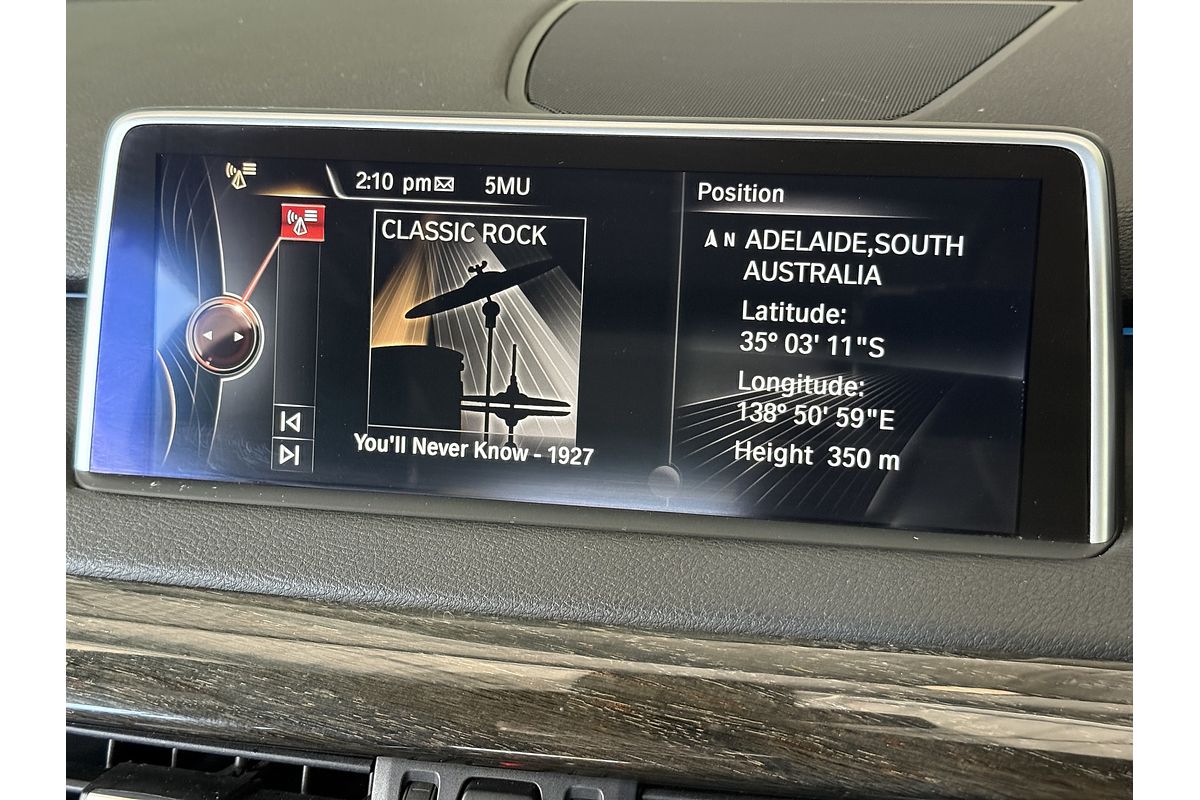 2:10 pm 5MU
CLASSIC ROCK
You'll Never Know - 1927
Position
N ADELAIDE,SOUTH
AUSTRALIA
Latitude:
35° 03' 11"S
Longitude:
138° 50' 59"E
Height 350 m